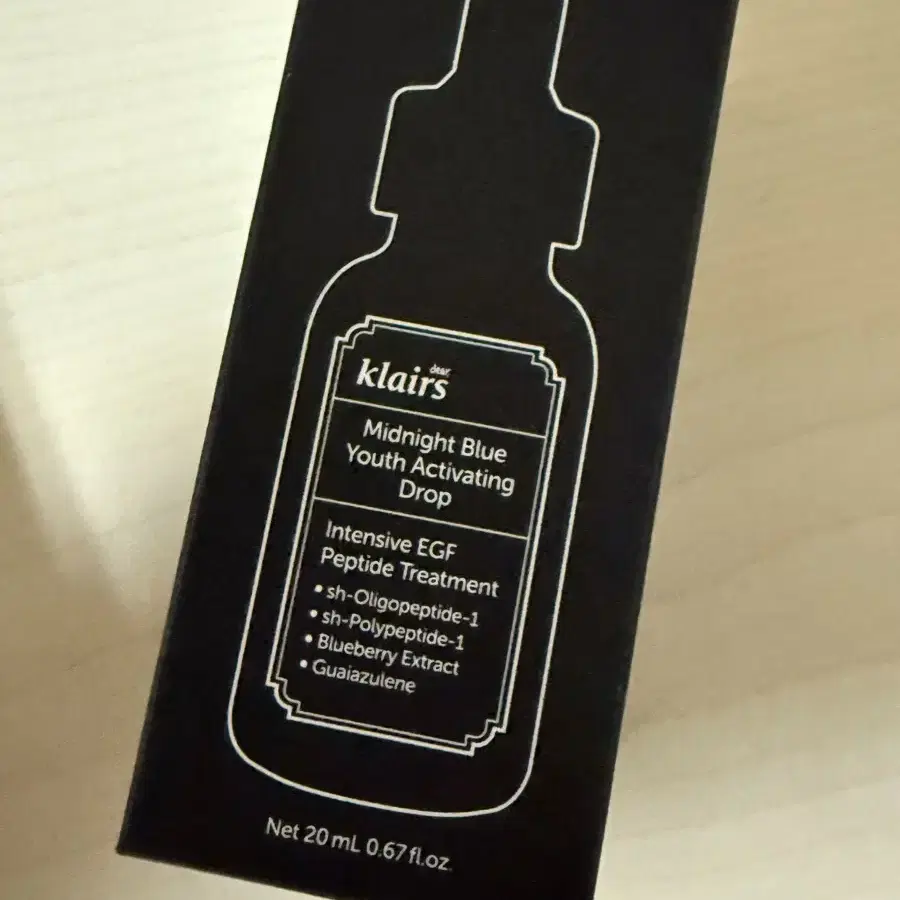 dear
klairs
Midnight Blue
Youth Activating
Drop
Intensive EGF
Peptide Treatment
• sh-Oligopeptide-1
• sh-Polypeptide-1
• Blueberry Extract
• Guaiazulene
Net 20 mL 0.67 fl.oz.